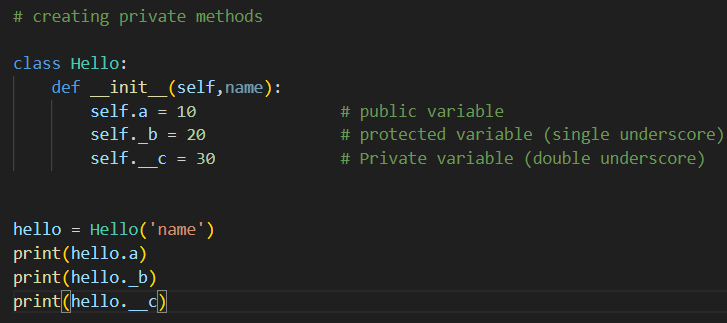 # creating private methods
class Hello:
    def __init__(self,name):
        self.a = 10               # public variable
        self._b = 20              # protected variable (single underscore)
        self.__c = 30             # Private variable (double underscore)
hello = Hello('name')
print(hello.a)
print(hello._b)
print(hello.__c)